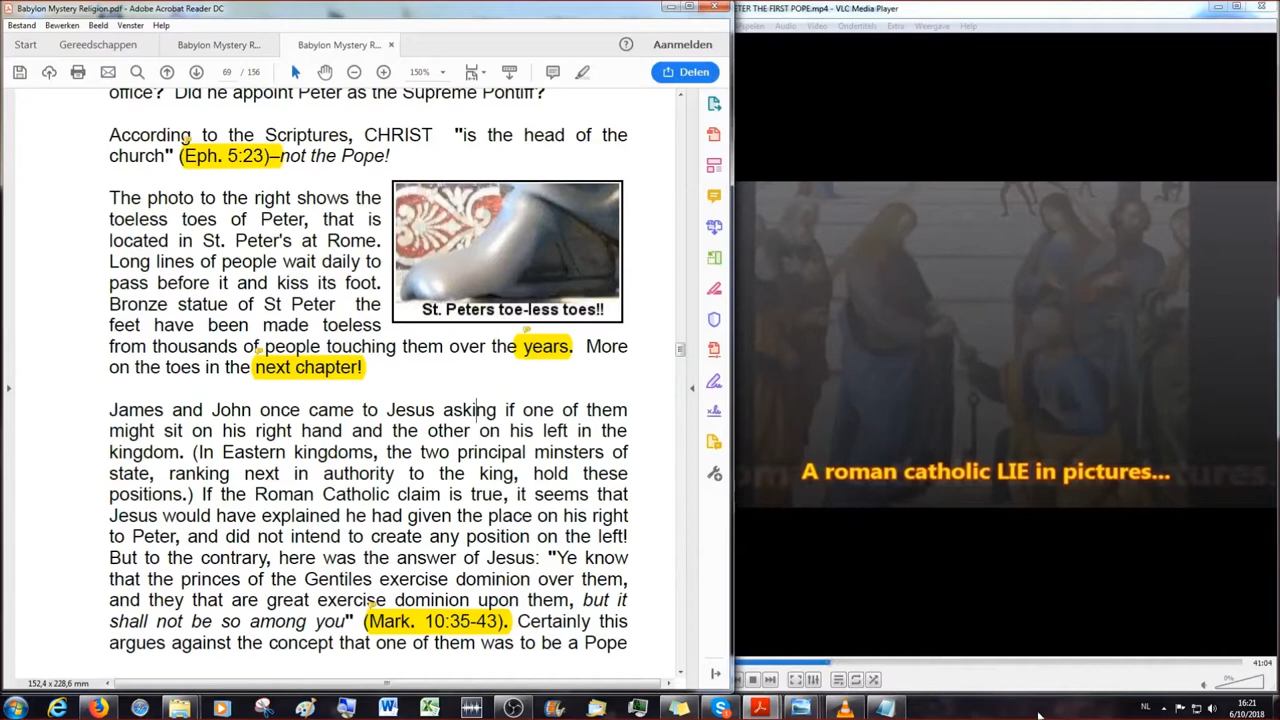 Babylon Mystery Religion.pdf - Adobe Acrobat Reader DC
Bestand Bewerken Beeld Venster Help
Start Gereedschappen Babylon Mystery R... Babylon Mystery R... × Aanmelden
69 / 156 150% Delen
office? Did he appoint Peter as the Supreme Pontiff?
According to the Scriptures, CHRIST "is the head of the
church" (Eph. 5:23)–not the Pope!
The photo to the right shows the
toeless toes of Peter, that is
located in St. Peter's at Rome.
Long lines of people wait daily to
pass before it and kiss its foot.
Bronze statue of St Peter the
feet have been made toeless
St. Peters toe-less toes!!
from thousands of people touching them over the years. More
on the toes in the next chapter!
James and John once came to Jesus asking if one of them
might sit on his right hand and the other on his left in the
kingdom. (In Eastern kingdoms, the two principal minsters of
state, ranking next in authority to the king, hold these
positions.) If the Roman Catholic claim is true, it seems that
Jesus would have explained he had given the place on his right
to Peter, and did not intend to create any position on the left!
But to the contrary, here was the answer of Jesus: "Ye know
that the princes of the Gentiles exercise dominion over them,
and they that are great exercise dominion upon them, but it
shall not be so among you" (Mark. 10:35-43). Certainly this
argues against the concept that one of them was to be a Pope
152,4 x 228,6 mm
ETER THE FIRST POPE.mp4 - VLC Media Player
fspelen Audio Video Ondertitels Extra Weergave Help
A roman catholic LIE in pictures...
41:04
0%
NL 16:21
6/10/2018